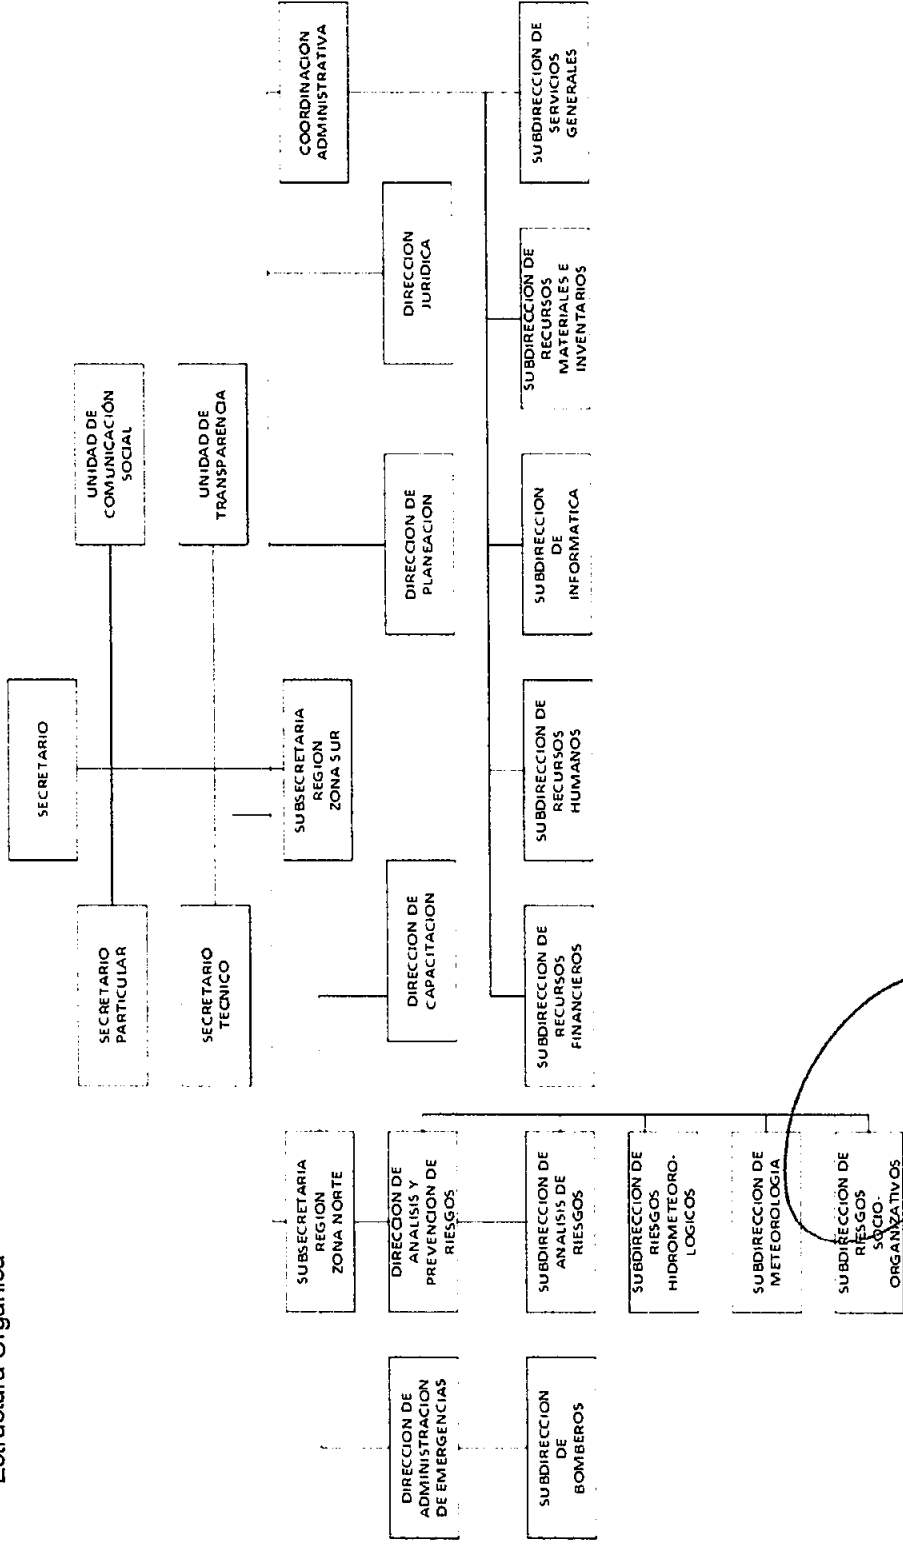 Estructura Orgánica
SECRETARIO
SECRETARIO
PARTICULAR
UNIDAD DE
COMUNICACIÓN
SOCIAL
SECRETARIO
TECNICO
UNIDAD DE
TRANSPARENCIA
SUBSECRETARIA
REGION
ZONA NORTE
SUBSECRETARIA
REGION
ZONA SUR
COORDINACION
ADMINISTRATIVA
DIRECCION DE
ADMINISTRACION
DE EMERGENCIAS
DIRECCION DE
ANALISIS Y
PREVENCION DE
RIESGOS
DIRECCION DE
CAPACITACION
DIRECCION DE
PLANEACION
DIRECCION
JURIDICA
SUBDIRECCION
DE
BOMBEROS
SUBDIRECCION DE
ANALISIS DE
RIESGOS
SUBDIRECCION DE
RECURSOS
FINANCIEROS
SUBDIRECCION DE
RECURSOS
HUMANOS
SUBDIRECCION
DE
INFORMATICA
SUBDIRECCION DE
RECURSOS
MATERIALES E
INVENTARIOS
SUBDIRECCION DE
SERVICIOS
GENERALES
SUBDIRECCION DE
RIESGOS
HIDROMETEORO-
LOGICOS
SUBDIRECCION DE
METEOROLOGIA
SUBDIRECCION DE
RIESGOS
SOCIO-
ORGANIZATIVOS